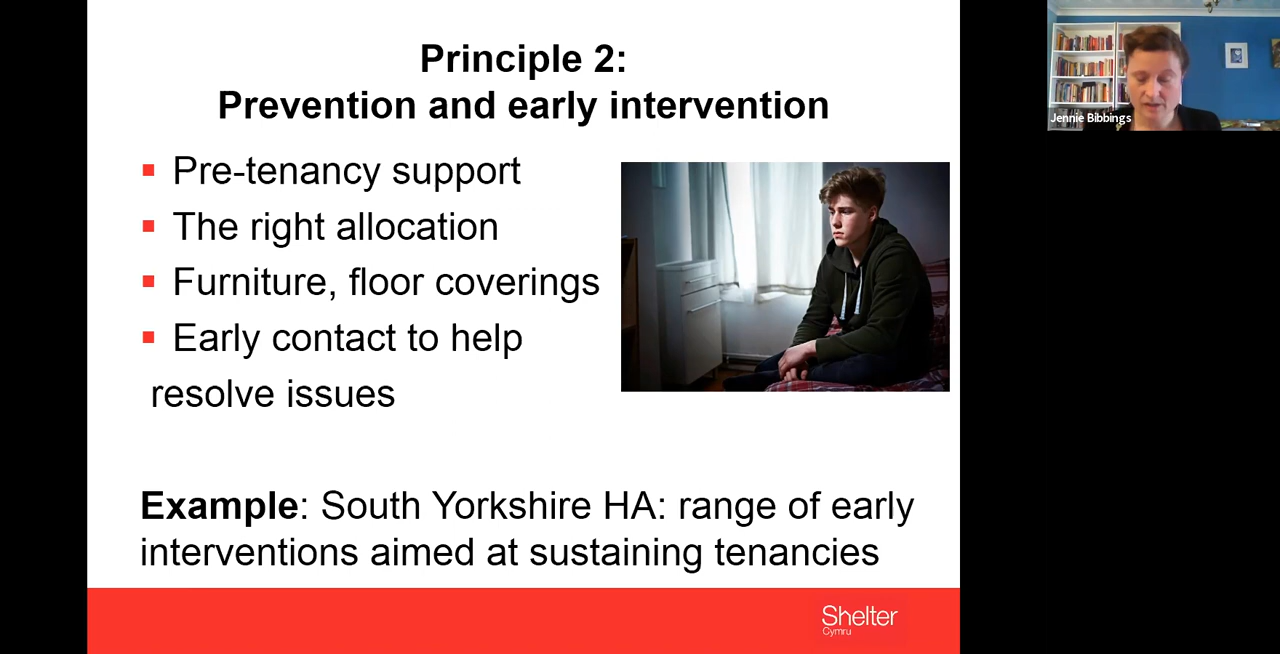 Principle 2:
Prevention and early intervention
Pre-tenancy support
The right allocation
Furniture, floor coverings
Early contact to help
resolve issues
Example: South Yorkshire HA: range of early
interventions aimed at sustaining tenancies
Shelter
Cymru
Jennie Bibbings